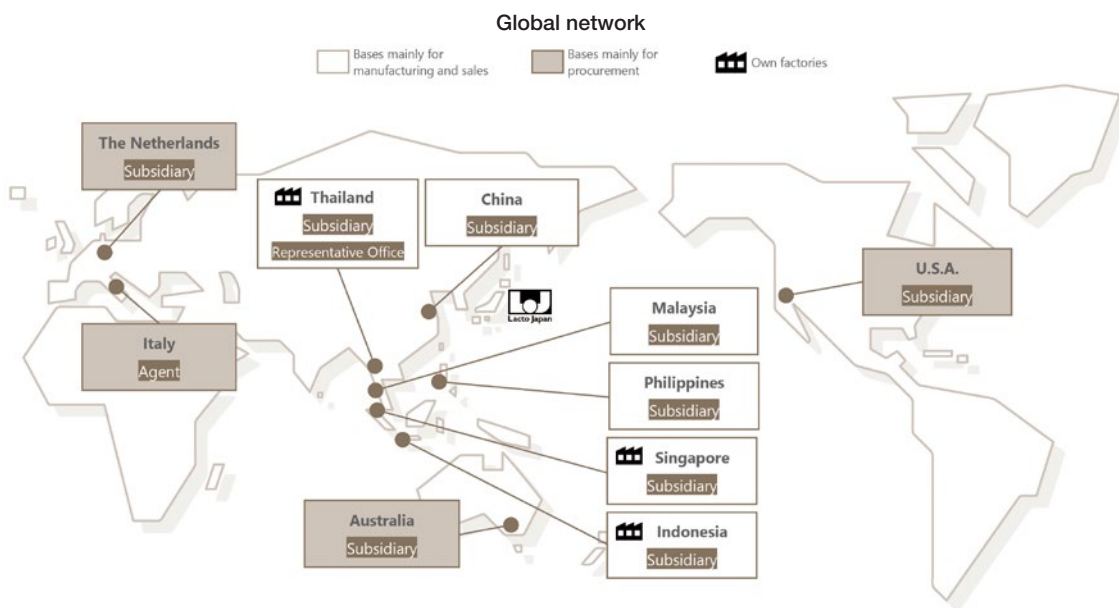 Global network
Bases mainly for
manufacturing and sales
Bases mainly for
procurement
Own factories
The Netherlands
Subsidiary
Thailand
Subsidiary
Representative Office
China
Subsidiary
U.S.A.
Subsidiary
Lacto Japan
Malaysia
Subsidiary
Italy
Agent
Philippines
Subsidiary
Singapore
Subsidiary
Australia
Subsidiary
Indonesia
Subsidiary